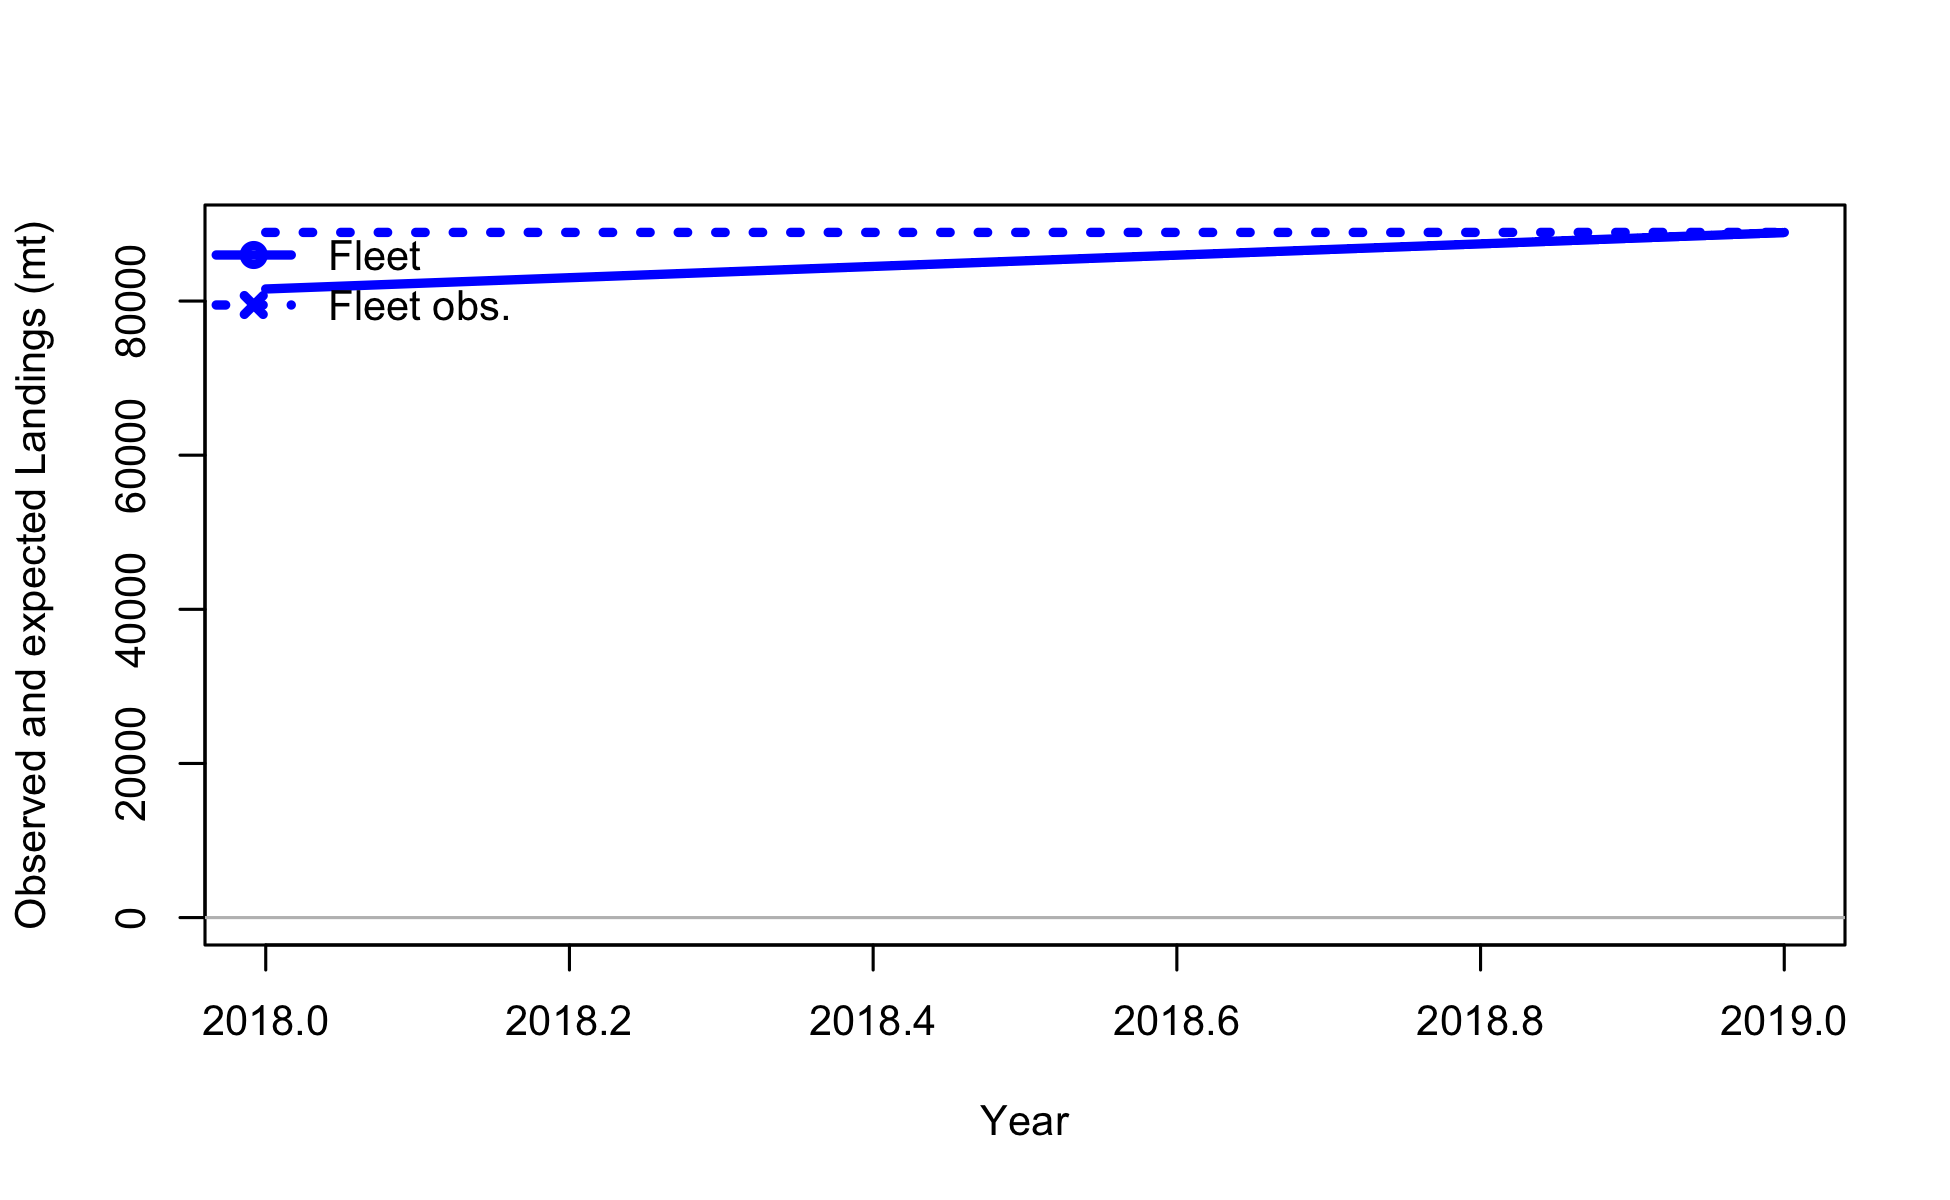 Observed and expected Landings (mt)
80000
60000
40000
20000
0
Fleet
Fleet obs.
2018.0 2018.2 2018.4 2018.6 2018.8 2019.0
Year